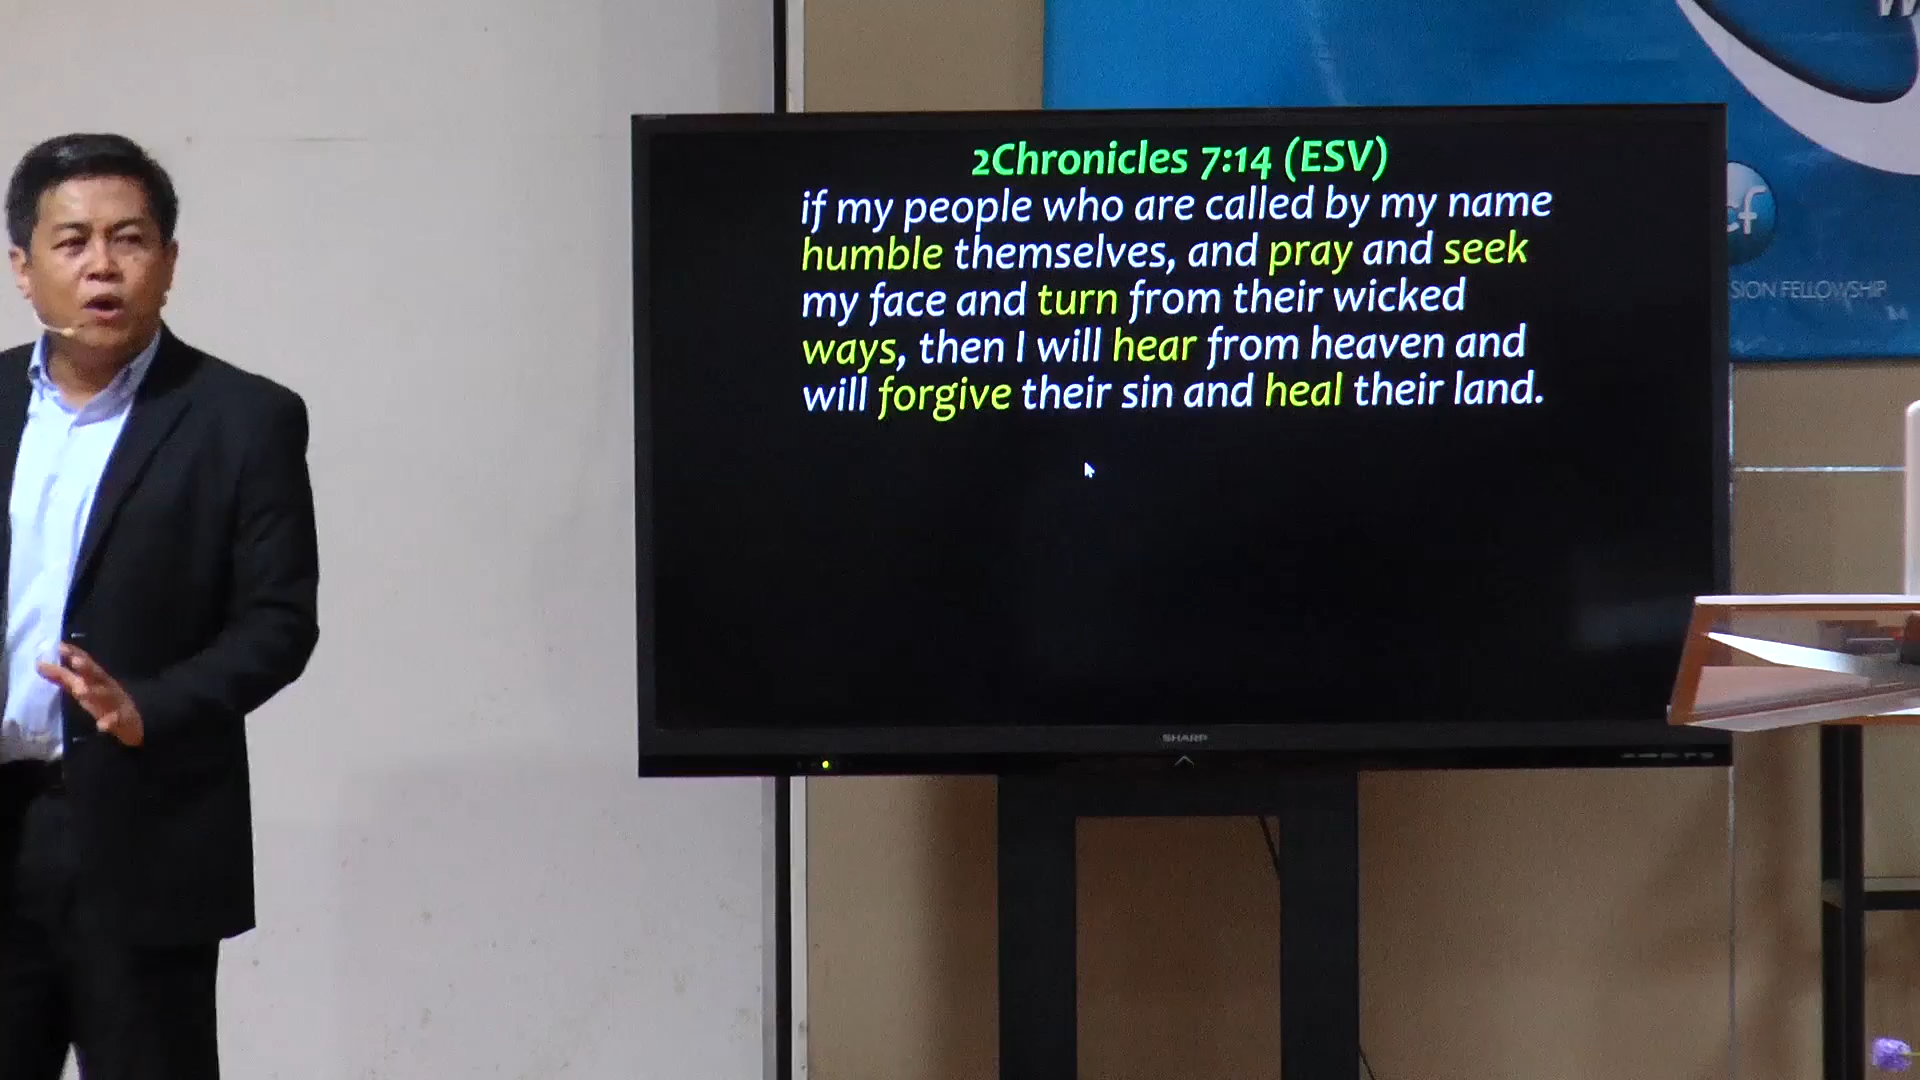 2Chronicles 7:14 (ESV)
if my people who are called by my name
humble themselves, and pray and seek
my face and turn from their wicked
ways, then I will hear from heaven and
will forgive their sin and heal their land.
cf
SION FELLOWSHIP
SHARP